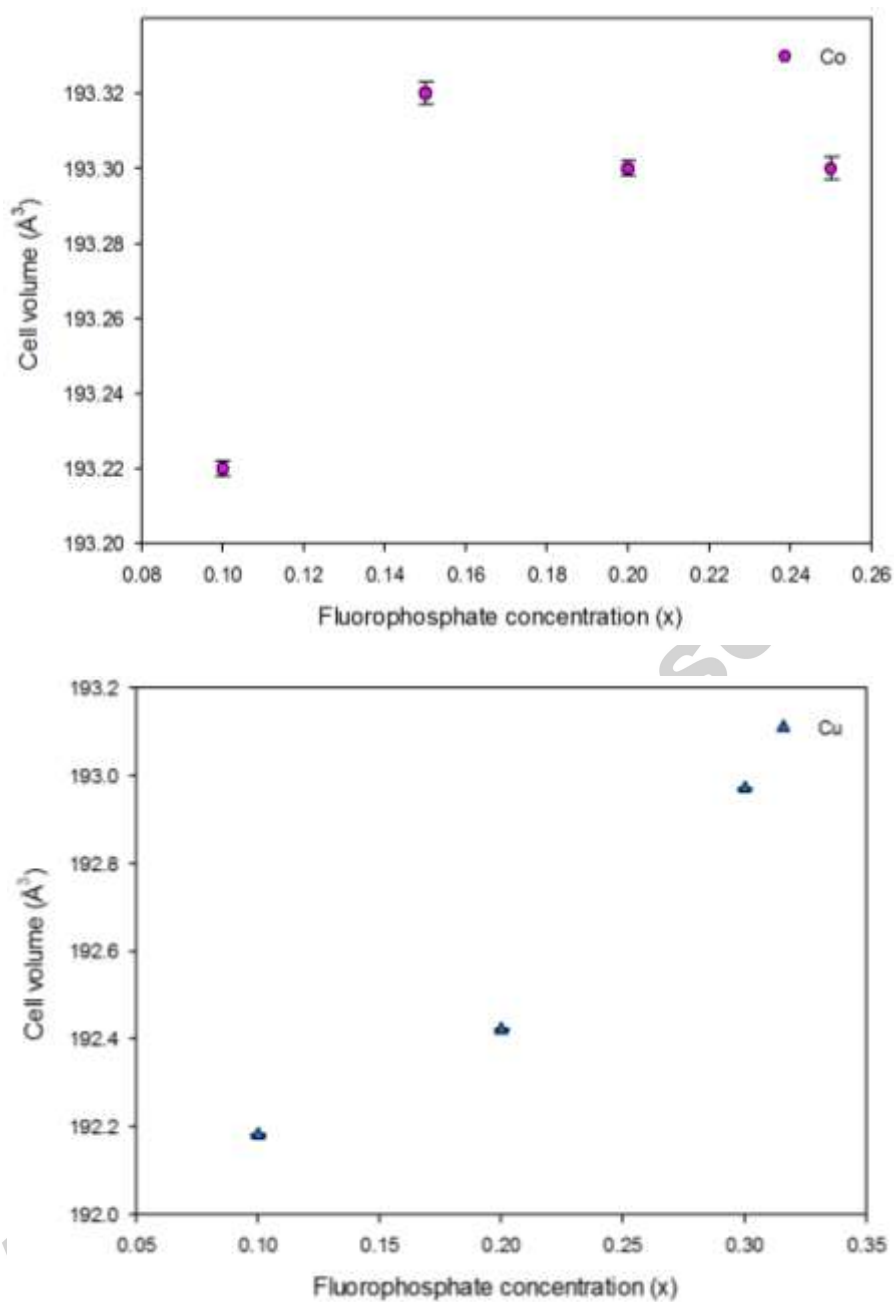 Co
193.32
193.30
193.28
193.26
193.24
193.22
193.20
0.08 0.10 0.12 0.14 0.16 0.18 0.20 0.22 0.24 0.26
Cell volume (Å³)
Fluorophosphate concentration (x)
Cu
193.2
193.0
192.8
192.6
192.4
192.2
192.0
0.05 0.10 0.15 0.20 0.25 0.30 0.35
Cell volume (Å³)
Fluorophosphate concentration (x)